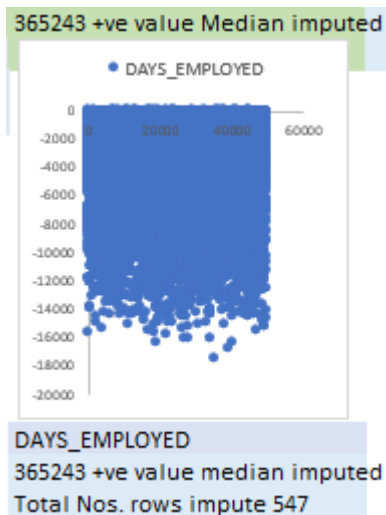 365243 +ve value Median imputed
DAYS_EMPLOYED
0
0 20000 40000 60000
-2000
-4000
-6000
-8000
-10000
-12000
-14000
-16000
-18000
-20000
DAYS_EMPLOYED
365243 +ve value median imputed
Total Nos. rows impute 547